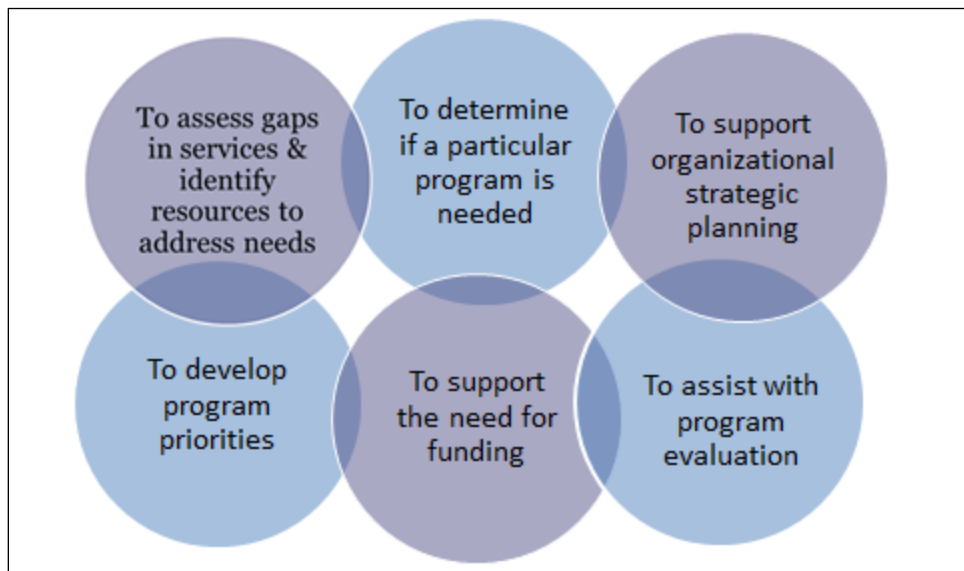 To assess gaps
in services &
identify
resources to
address needs
To determine
if a particular
program is
needed
To support
organizational
strategic
planning
To develop
program
priorities
To support
the need for
funding
To assist with
program
evaluation